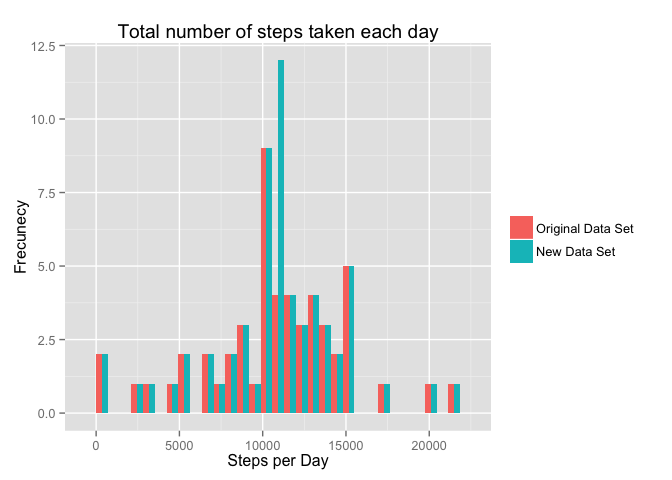 Total number of steps taken each day
12.5
10.0
7.5
5.0
2.5
0.0
Frecunecy
0 5000 10000 15000 20000
Steps per Day
Original Data Set
New Data Set